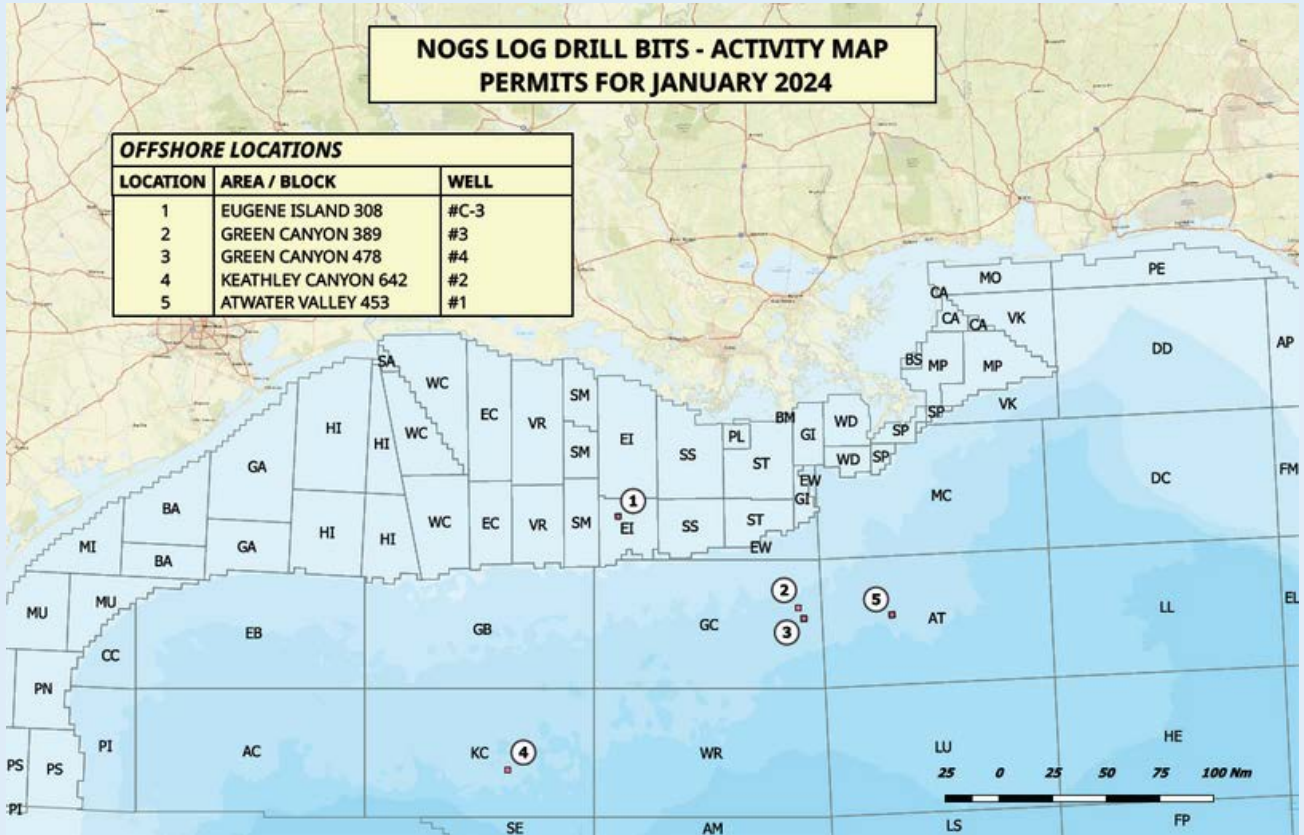 NOGS LOG DRILL BITS - ACTIVITY MAP
PERMITS FOR JANUARY 2024
OFFSHORE LOCATIONS
LOCATION AREA / BLOCK WELL
1 EUGENE ISLAND 308 #C-3
2 GREEN CANYON 389 #3
3 GREEN CANYON 478 #4
4 KEATHLEY CANYON 642 #2
5 ATWATER VALLEY 453 #1
MO PE
CA
CA CA VK
DD AP
BS MP MP
SA WC
VK
SP
EC VR SM EI
HI HI WC
BM GI WD SP
PL
SS ST
SM WD SP
GA
EW
GI
MC DC FM
BA
1
HI HI WC EC VR SM EI SS ST
EW
MI BA GA
MU MU
2
5
EB GB GC AT LL EL
3
CC
PN
PI AC KC 4 WR LU HE
PS PS
25 0 25 50 75 100 Nm
PI
SE AM LS FP